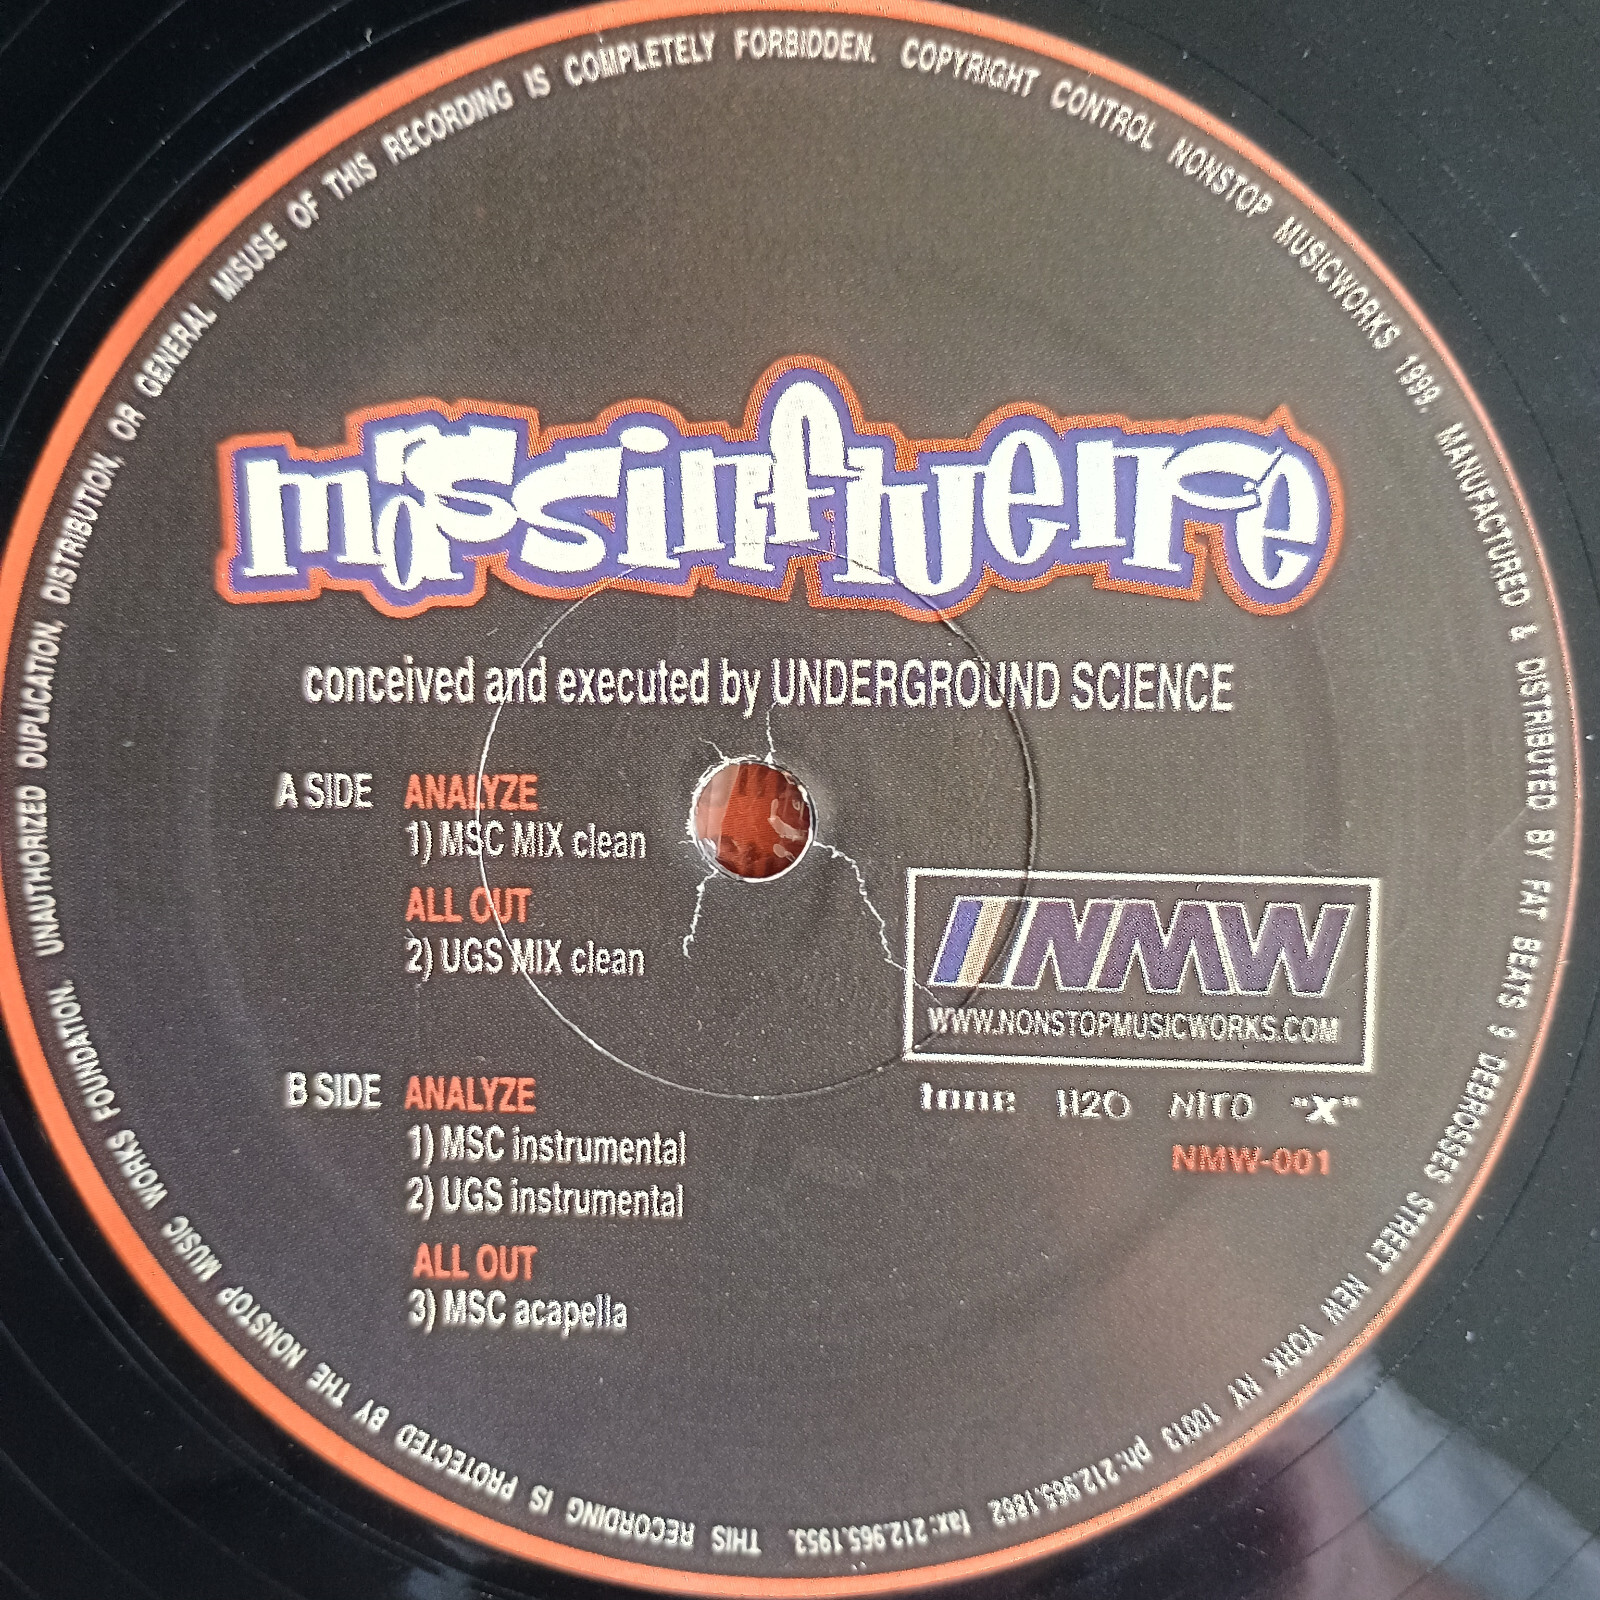 massinfluence
conceived and executed by UNDERGROUND SCIENCE
A SIDE ANALYZE
1) MSC MIX clean
ALL OUT
2) UGS MIX clean
B SIDE ANALYZE
1) MSC instrumental
2) UGS instrumental
ALL OUT
3) MSC acapella
NMW
WWW.NONSTOPMUSICWORKS.COM
tone H2O NITO "X"
NMW-001
THIS RECORDING IS PROTECTED BY THE NONSTOP MUSIC WORKS FOUNDATION. UNAUTHORIZED DUPLICATION, DISTRIBUTION, OR GENERAL MISUSE OF THIS RECORDING IS COMPLETELY FORBIDDEN. COPYRIGHT CONTROL NONSTOP MUSICWORKS 1999. MANUFACTURED & DISTRIBUTED BY FAT BEATS 9 DEBROSSES STREET NEW YORK NY 10013 ph: 212.965.1862 fax: 212.965.1953.